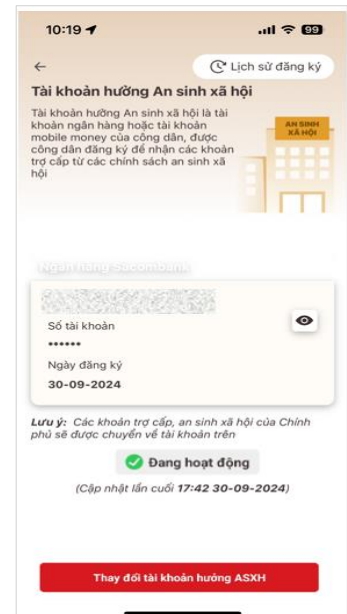 10:19
99
Lịch sử đăng ký
Tài khoản hưởng An sinh xã hội
Tài khoản hưởng An sinh xã hội là tài
khoản ngân hàng hoặc tài khoản
mobile money của công dân, được
công dân đăng ký để nhận các khoản
trợ cấp từ các chính sách an sinh xã
hội
AN SINH
XÃ HỘI
Ngân hàng Sacombank
Số tài khoản
••••••
Ngày đăng ký
30-09-2024
Lưu ý: Các khoản trợ cấp, an sinh xã hội của Chính
phủ sẽ được chuyển về tài khoản trên
Đang hoạt động
(Cập nhật lần cuối 17:42 30-09-2024)
Thay đổi tài khoản hưởng ASXH